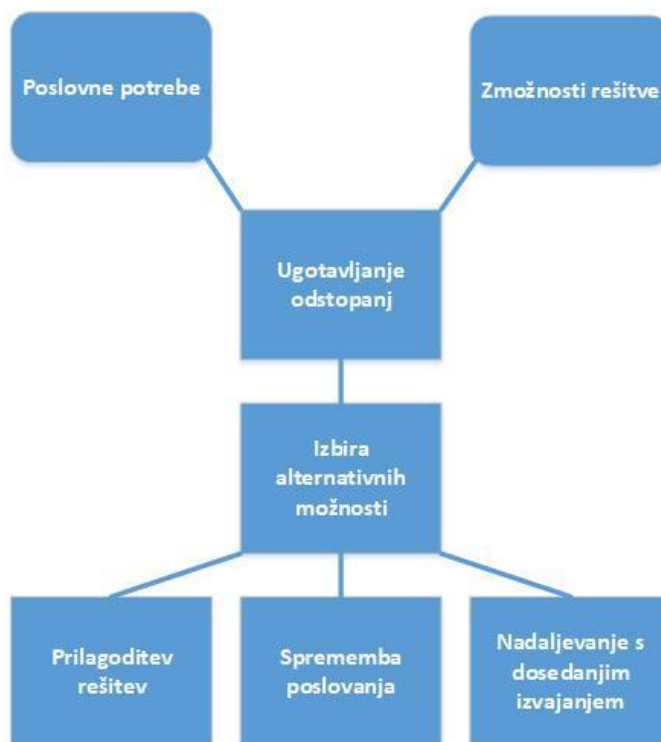 Poslovne potrebe
Zmožnosti rešitve
Ugotavljanje
odstopanj
Izbira
alternativnih
možnosti
Prilagoditev
rešitev
Sprememba
poslovanja
Nadaljevanje s
dosedanjim
izvajanjem